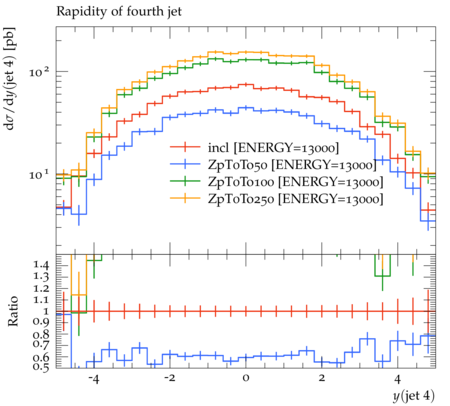 Rapidity of fourth jet
dσ/dy(jet 4) [pb]
10²
10¹
incl [ENERGY=13000]
ZpToTo50 [ENERGY=13000]
ZpToTo100 [ENERGY=13000]
ZpToTo250 [ENERGY=13000]
Ratio
1.4
1.3
1.2
1.1
1
0.9
0.8
0.7
0.6
0.5
-4 -2 0 2 4
y(jet 4)